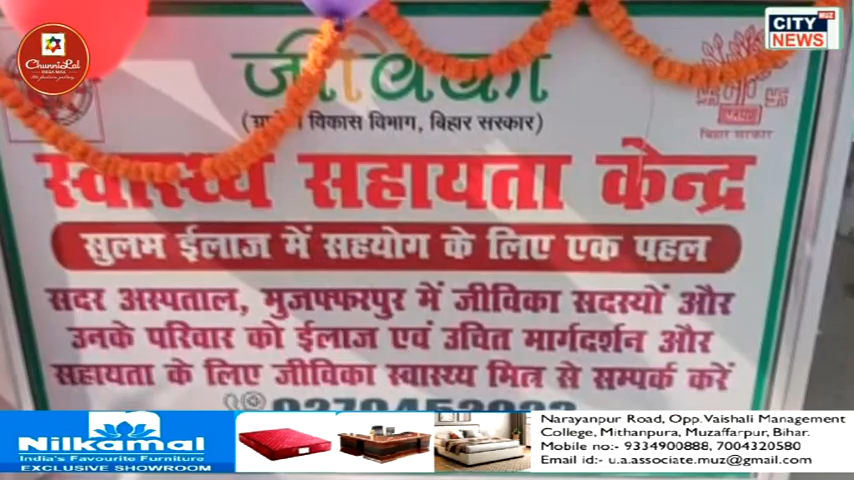 ChunniLal
CITY MUZ
NEWS
जीविका
(ग्रामीण विकास विभाग, बिहार सरकार)
बिहार सरकार
स्वास्थ्य सहायता केन्द्र
सुलभ ईलाज में सहयोग के लिए एक पहल
सदर अस्पताल, मुजफ्फरपुर में जीविका सदस्यों और
उनके परिवार को ईलाज एवं उचित मार्गदर्शन और
सहायता के लिए जीविका स्वास्थ्य मित्र से सम्पर्क करें
Nilkamal
India's Favourite Furniture
EXCLUSIVE SHOWROOM
Narayanpur Road, Opp.Vaishali Management
College, Mithanpura, Muzaffarpur, Bihar.
Mobile no:- 9334900888, 7004320580
Email id:- u.a.associate.muz@gmail.com